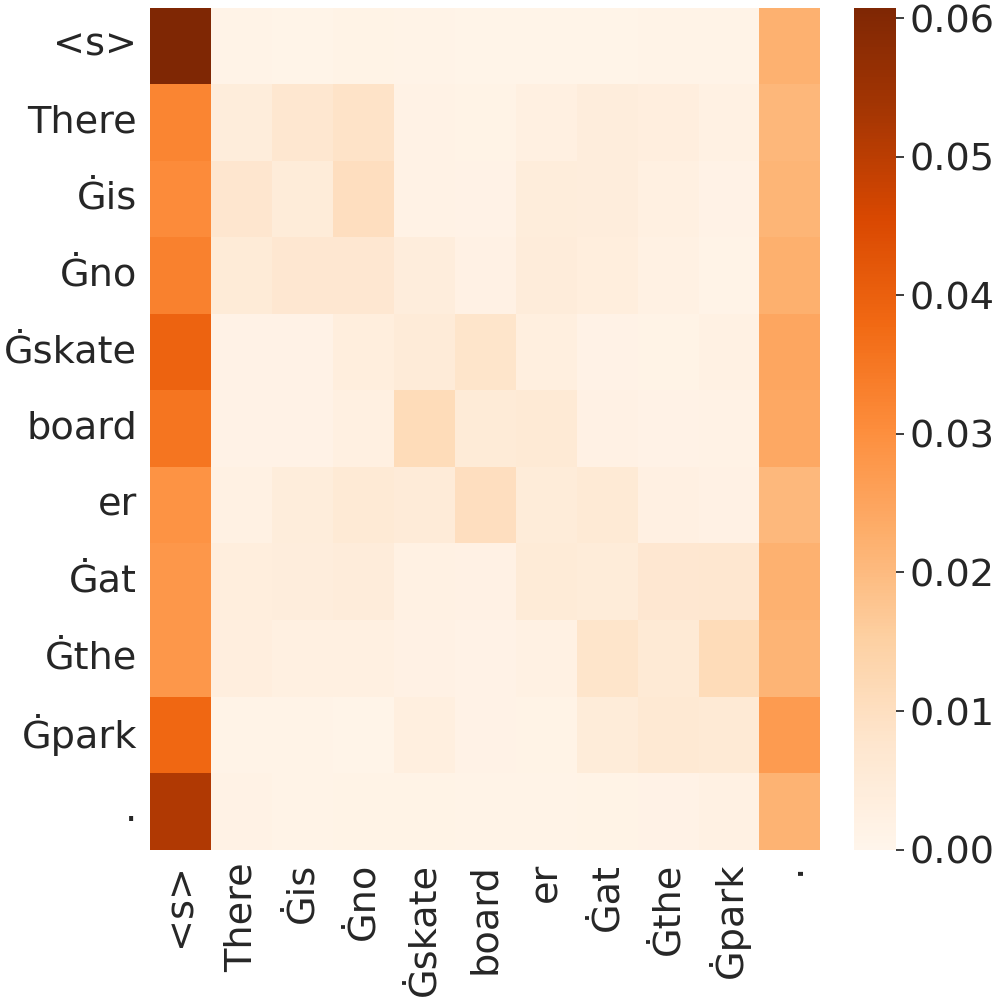 <s>
There
Ġis
Ġno
Ġskate
board
er
Ġat
Ġthe
Ġpark
.
<s>
There
Ġis
Ġno
Ġskate
board
er
Ġat
Ġthe
Ġpark
.
0.06
0.05
0.04
0.03
0.02
0.01
0.00